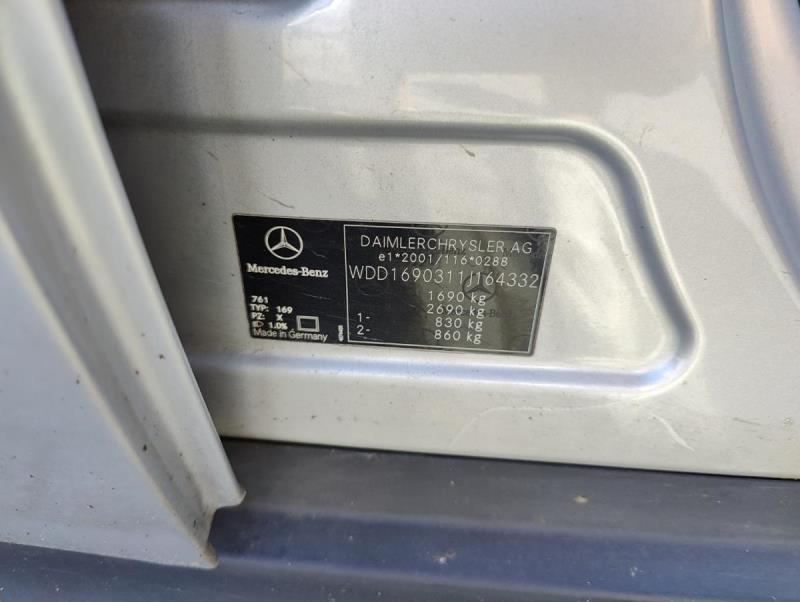 Mercedes-Benz
761
TYP: 169
PZ: X
1.0%
Made in Germany
DAIMLERCHRYSLER AG
e1*2001/116*0288
WDD1690311J164332
1690 kg
2690 kg
1- 830 kg
2- 860 kg